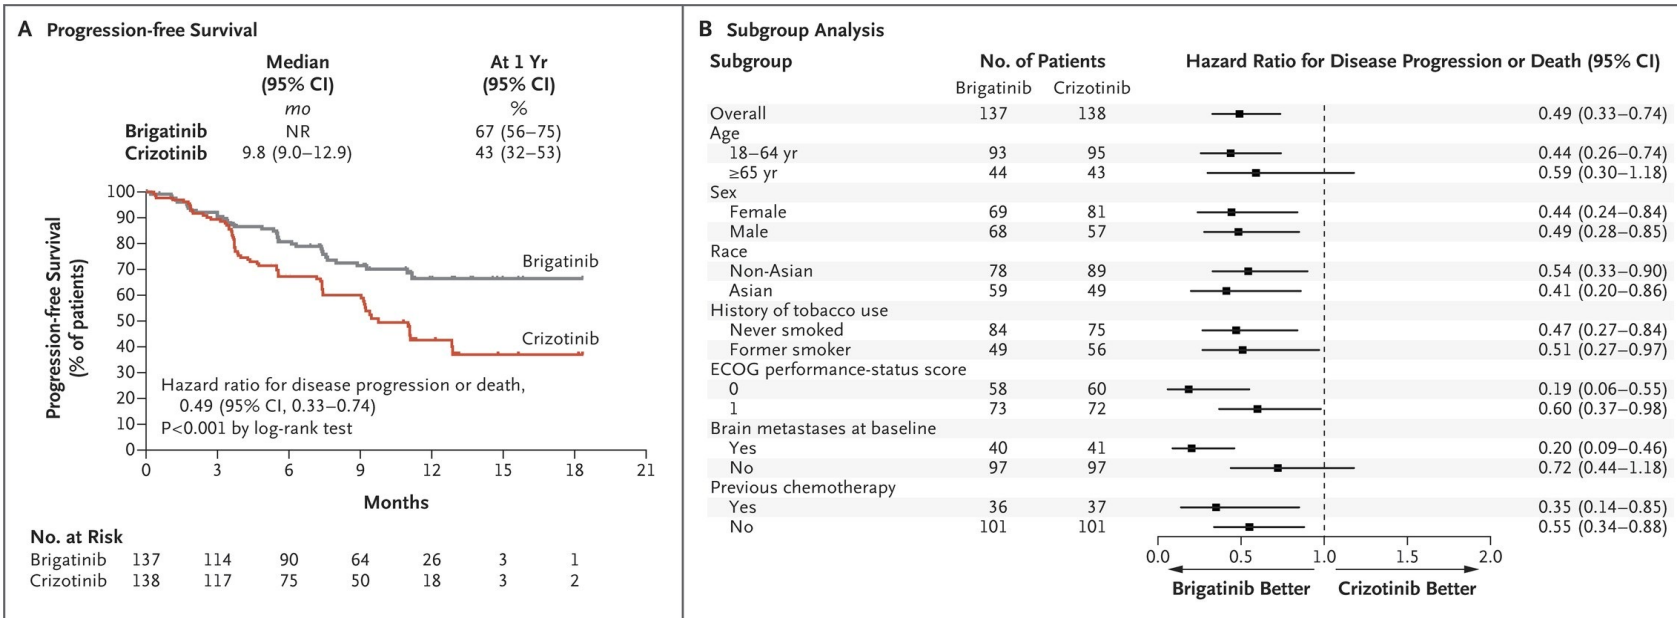 A Progression-free Survival
Median (95% CI) At 1 Yr (95% CI)
mo %
Brigatinib NR 67 (56–75)
Crizotinib 9.8 (9.0–12.9) 43 (32–53)
Progression-free Survival (% of patients)
100
90
80
70
60
50
40
30
20
10
0
Brigatinib
Crizotinib
Hazard ratio for disease progression or death,
0.49 (95% CI, 0.33–0.74)
P<0.001 by log-rank test
0 3 6 9 12 15 18 21
Months
No. at Risk
Brigatinib 137 114 90 64 26 3 1
Crizotinib 138 117 75 50 18 3 2
B Subgroup Analysis
Subgroup No. of Patients Hazard Ratio for Disease Progression or Death (95% CI)
Brigatinib Crizotinib
Overall 137 138 0.49 (0.33–0.74)
Age
18–64 yr 93 95 0.44 (0.26–0.74)
≥65 yr 44 43 0.59 (0.30–1.18)
Sex
Female 69 81 0.44 (0.24–0.84)
Male 68 57 0.49 (0.28–0.85)
Race
Non-Asian 78 89 0.54 (0.33–0.90)
Asian 59 49 0.41 (0.20–0.86)
History of tobacco use
Never smoked 84 75 0.47 (0.27–0.84)
Former smoker 49 56 0.51 (0.27–0.97)
ECOG performance-status score
0 58 60 0.19 (0.06–0.55)
1 73 72 0.60 (0.37–0.98)
Brain metastases at baseline
Yes 40 41 0.20 (0.09–0.46)
No 97 97 0.72 (0.44–1.18)
Previous chemotherapy
Yes 36 37 0.35 (0.14–0.85)
No 101 101 0.55 (0.34–0.88)
0.0 0.5 1.0 1.5 2.0
Brigatinib Better Crizotinib Better